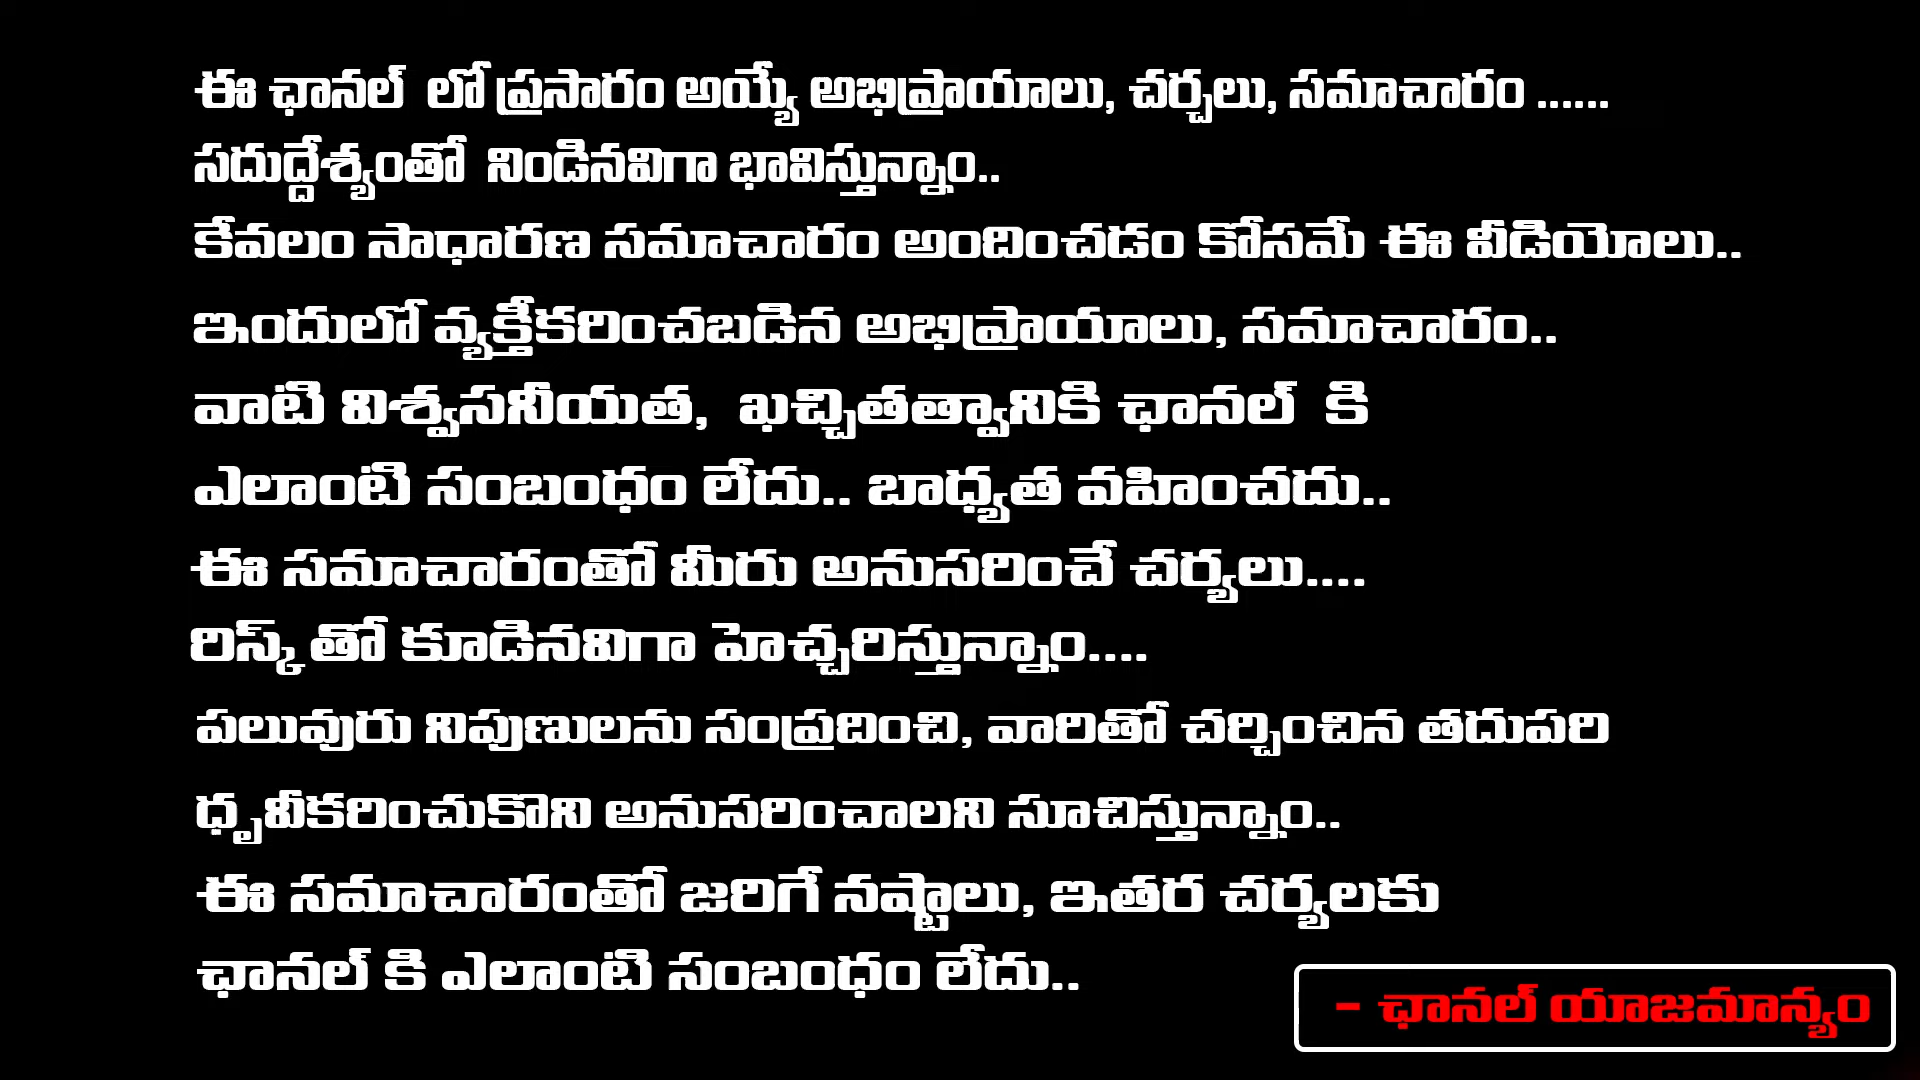 ఈ ఛానల్ లో ప్రసారం అయ్యే అభిప్రాయాలు, చర్చలు, సమాచారం ......
సదుద్దేశ్యంతో నిండినవిగా భావిస్తున్నాం..
కేవలం సాధారణ సమాచారం అందించడం కోసమే ఈ వీడియోలు..
ఇందులో వ్యక్తీకరించబడిన అభిప్రాయాలు, సమాచారం..
వాటి విశ్వసనీయత, ఖచ్చితత్వానికి ఛానల్ కి
ఎలాంటి సంబంధం లేదు.. బాధ్యత వహించదు..
ఈ సమాచారంతో మీరు అనుసరించే చర్యలు....
రిస్క్ తో కూడినవిగా హెచ్చరిస్తున్నాం....
పలువురు నిపుణులను సంప్రదించి, వారితో చర్చించిన తదుపరి
ధృవీకరించుకొని అనుసరించాలని సూచిస్తున్నాం..
ఈ సమాచారంతో జరిగే నష్టాలు, ఇతర చర్యలకు
ఛానల్ కి ఎలాంటి సంబంధం లేదు..
- ఛానల్ యాజమాన్యం